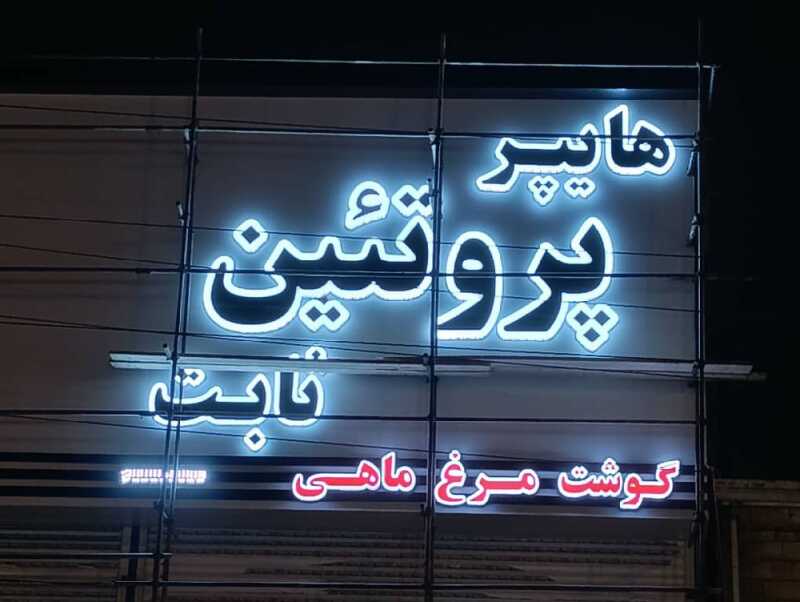 هایپر
پروتئین
ثابت
گوشت مرغ ماهی